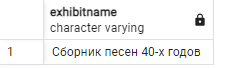 exhibitname
character varying
1 Сборник песен 40-х годов